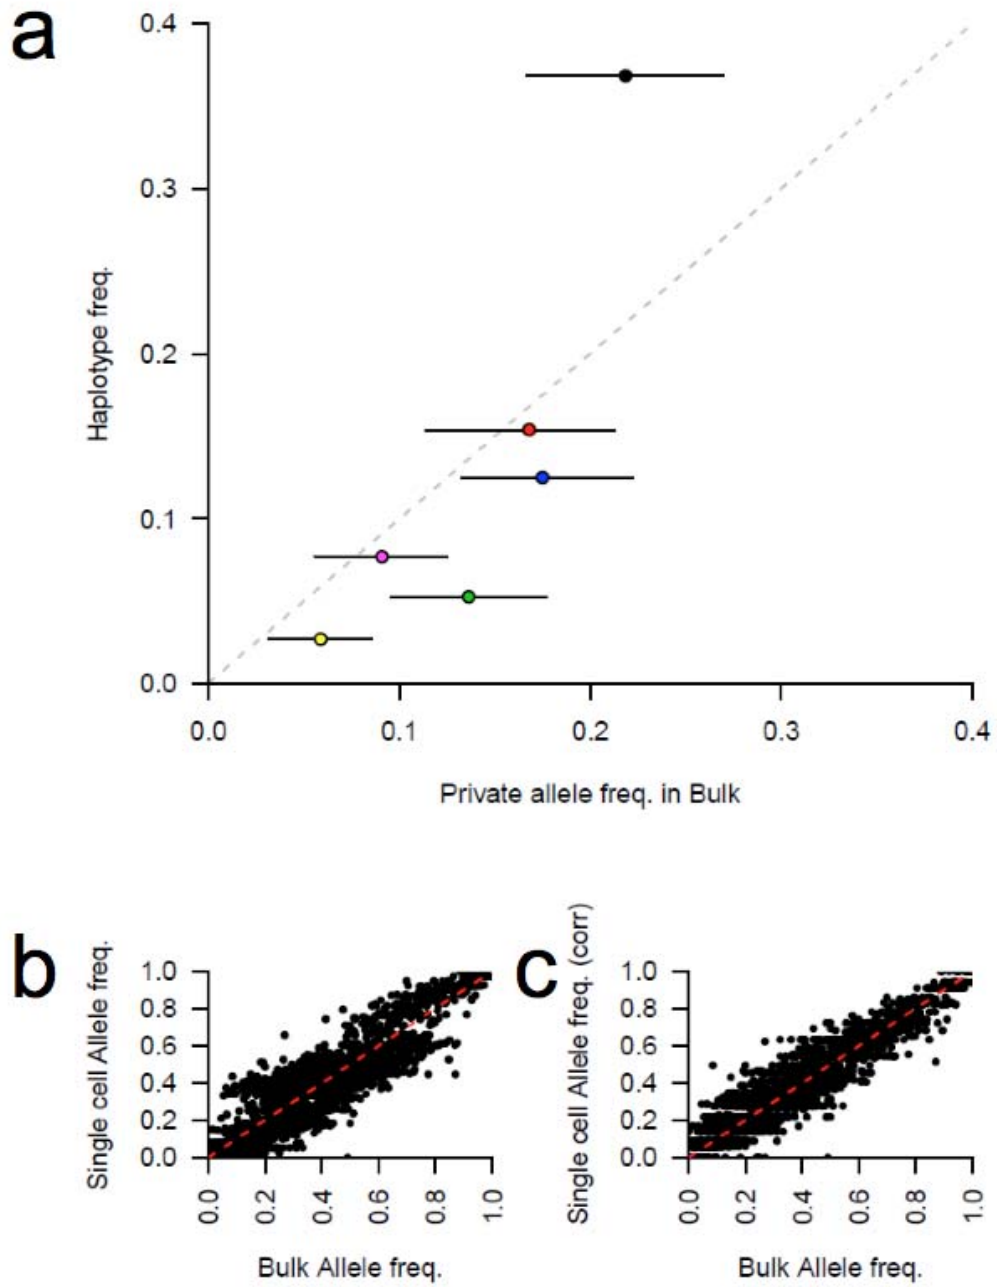 a
0.4
0.3
0.2
0.1
0.0
Haplotype freq.
0.0 0.1 0.2 0.3 0.4
Private allele freq. in Bulk
b
Single cell Allele freq.
1.0
0.8
0.6
0.4
0.2
0.0
0.0 0.2 0.4 0.6 0.8 1.0
Bulk Allele freq.
c
Single cell Allele freq. (corr)
1.0
0.8
0.6
0.4
0.2
0.0
0.0 0.2 0.4 0.6 0.8 1.0
Bulk Allele freq.